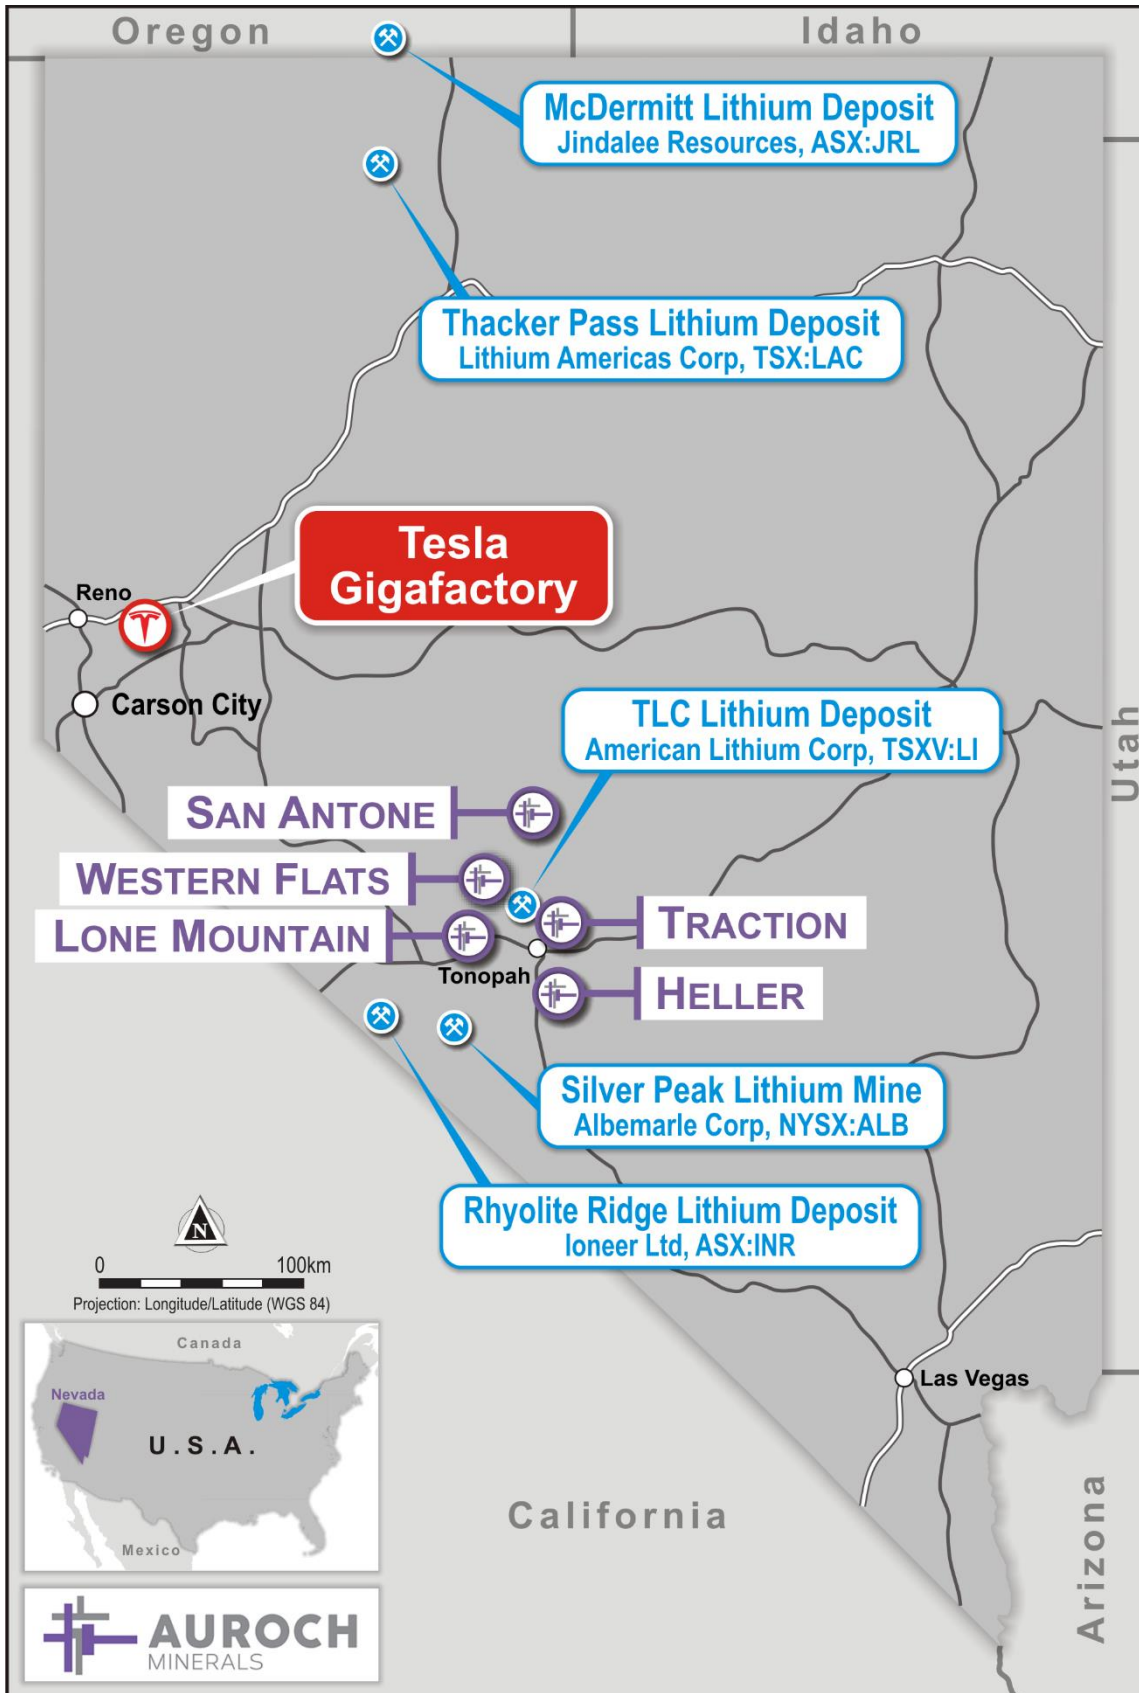 Oregon
Idaho
McDermitt Lithium Deposit
Jindalee Resources, ASX:JRL
Thacker Pass Lithium Deposit
Lithium Americas Corp, TSX:LAC
Tesla
Gigafactory
Reno
Carson City
TLC Lithium Deposit
American Lithium Corp, TSXV:LI
Utah
SAN ANTONE
WESTERN FLATS
LONE MOUNTAIN
TRACTION
Tonopah
HELLER
Silver Peak Lithium Mine
Albemarle Corp, NYSX:ALB
Rhyolite Ridge Lithium Deposit
Ioneer Ltd, ASX:INR
N
0 100km
Projection: Longitude/Latitude (WGS 84)
Canada
Nevada
U.S.A.
Mexico
Las Vegas
California
Arizona
AUROCH
MINERALS